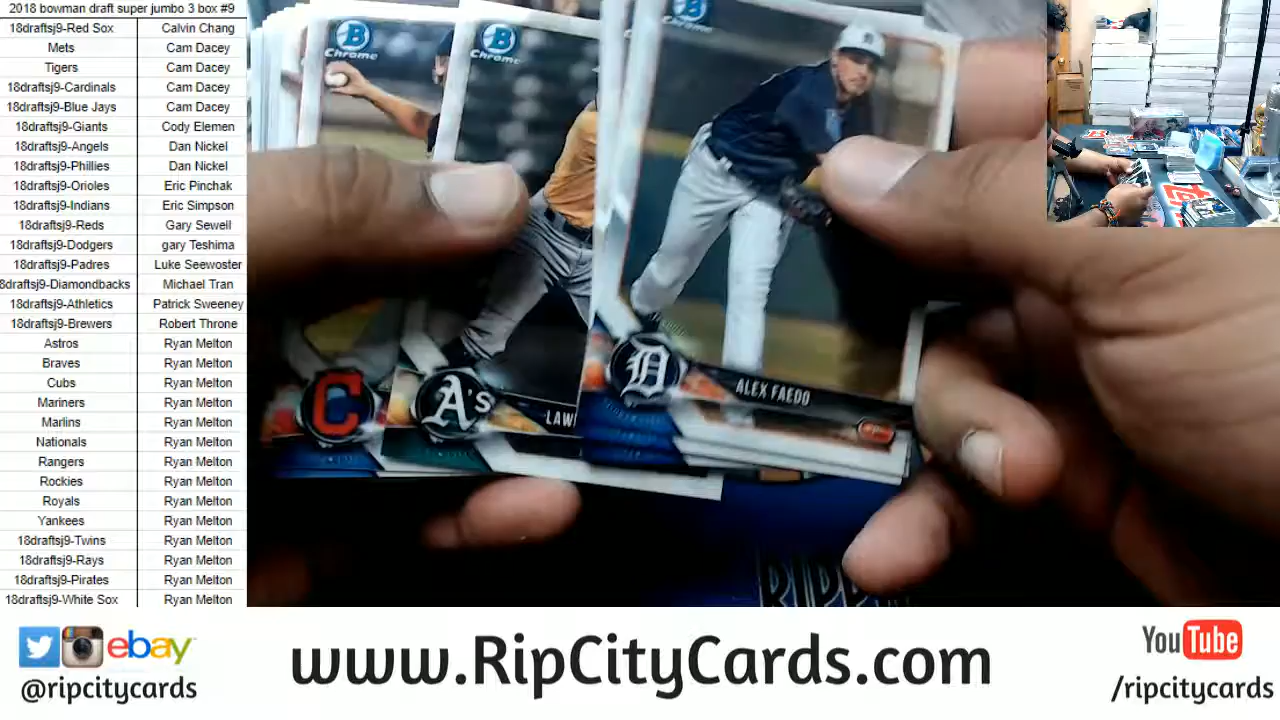 2018 bowman draft super jumbo 3 box #9
18draftsj9-Red Sox Calvin Chang
Mets Cam Dacey
Tigers Cam Dacey
18draftsj9-Cardinals Cam Dacey
18draftsj9-Blue Jays Cam Dacey
18draftsj9-Giants Cody Elemen
18draftsj9-Angels Dan Nickel
18draftsj9-Phillies Dan Nickel
18draftsj9-Orioles Eric Pinchak
18draftsj9-Indians Eric Simpson
18draftsj9-Reds Gary Sewell
18draftsj9-Dodgers gary Teshima
18draftsj9-Padres Luke Seewoster
8draftsj9-Diamondbacks Michael Tran
18draftsj9-Athletics Patrick Sweeney
18draftsj9-Brewers Robert Throne
Astros Ryan Melton
Braves Ryan Melton
Cubs Ryan Melton
Mariners Ryan Melton
Marlins Ryan Melton
Nationals Ryan Melton
Rangers Ryan Melton
Rockies Ryan Melton
Royals Ryan Melton
Yankees Ryan Melton
18draftsj9-Twins Ryan Melton
18draftsj9-Rays Ryan Melton
18draftsj9-Pirates Ryan Melton
18draftsj9-White Sox Ryan Melton
B Chrome
B Chrome
B Chrome
C
A's
LAW
D
ALEX FAEDO
RIPP
ebay
@ripcitycards
www.RipCityCards.com
YouTube
/ripcitycards